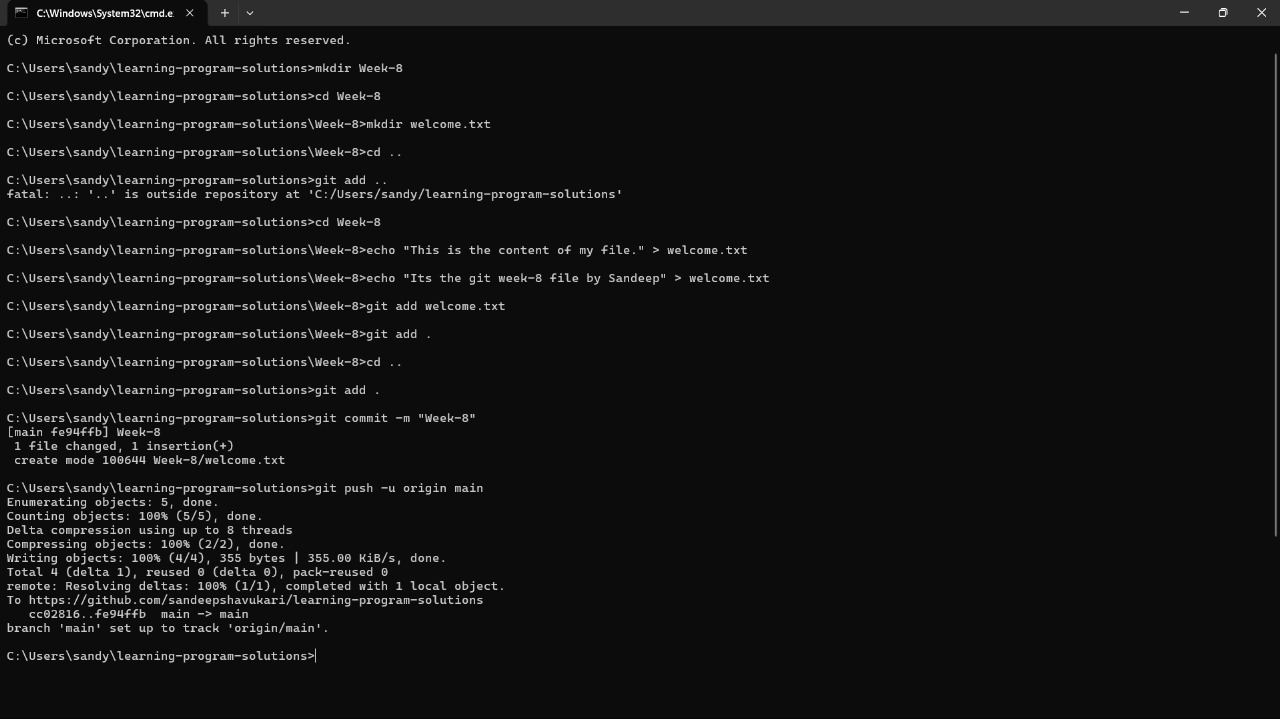 C:\Windows\System32\cmd.e
(c) Microsoft Corporation. All rights reserved.
C:\Users\sandy\learning-program-solutions>mkdir Week-8
C:\Users\sandy\learning-program-solutions>cd Week-8
C:\Users\sandy\learning-program-solutions\Week-8>mkdir welcome.txt
C:\Users\sandy\learning-program-solutions\Week-8>cd ..
C:\Users\sandy\learning-program-solutions>git add ..
fatal: ..: '..' is outside repository at 'C:/Users/sandy/learning-program-solutions'
C:\Users\sandy\learning-program-solutions>cd Week-8
C:\Users\sandy\learning-program-solutions\Week-8>echo "This is the content of my file." > welcome.txt
C:\Users\sandy\learning-program-solutions\Week-8>echo "Its the git week-8 file by Sandeep" > welcome.txt
C:\Users\sandy\learning-program-solutions\Week-8>git add welcome.txt
C:\Users\sandy\learning-program-solutions\Week-8>git add .
C:\Users\sandy\learning-program-solutions\Week-8>cd ..
C:\Users\sandy\learning-program-solutions>git add .
C:\Users\sandy\learning-program-solutions>git commit -m "Week-8"
[main fe94ffb] Week-8
1 file changed, 1 insertion(+)
create mode 100644 Week-8/welcome.txt
C:\Users\sandy\learning-program-solutions>git push -u origin main
Enumerating objects: 5, done.
Counting objects: 100% (5/5), done.
Delta compression using up to 8 threads
Compressing objects: 100% (2/2), done.
Writing objects: 100% (4/4), 355 bytes | 355.00 KiB/s, done.
Total 4 (delta 1), reused 0 (delta 0), pack-reused 0
remote: Resolving deltas: 100% (1/1), completed with 1 local object.
To https://github.com/sandeepshavukari/learning-program-solutions
cc02816..fe94ffb  main -> main
branch 'main' set up to track 'origin/main'.
C:\Users\sandy\learning-program-solutions>